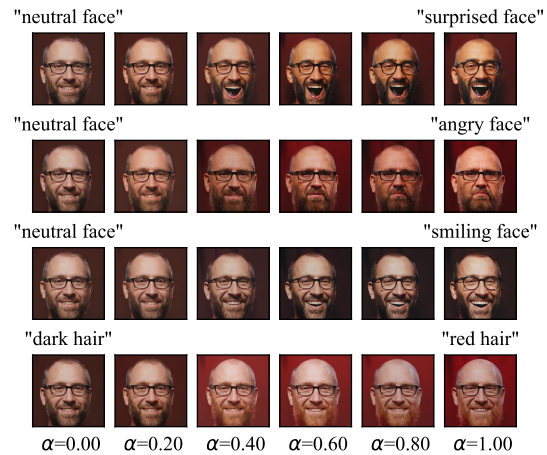 "neutral face" "surprised face"
"neutral face" "angry face"
"neutral face" "smiling face"
"dark hair" "red hair"
α=0.00 α=0.20 α=0.40 α=0.60 α=0.80 α=1.00